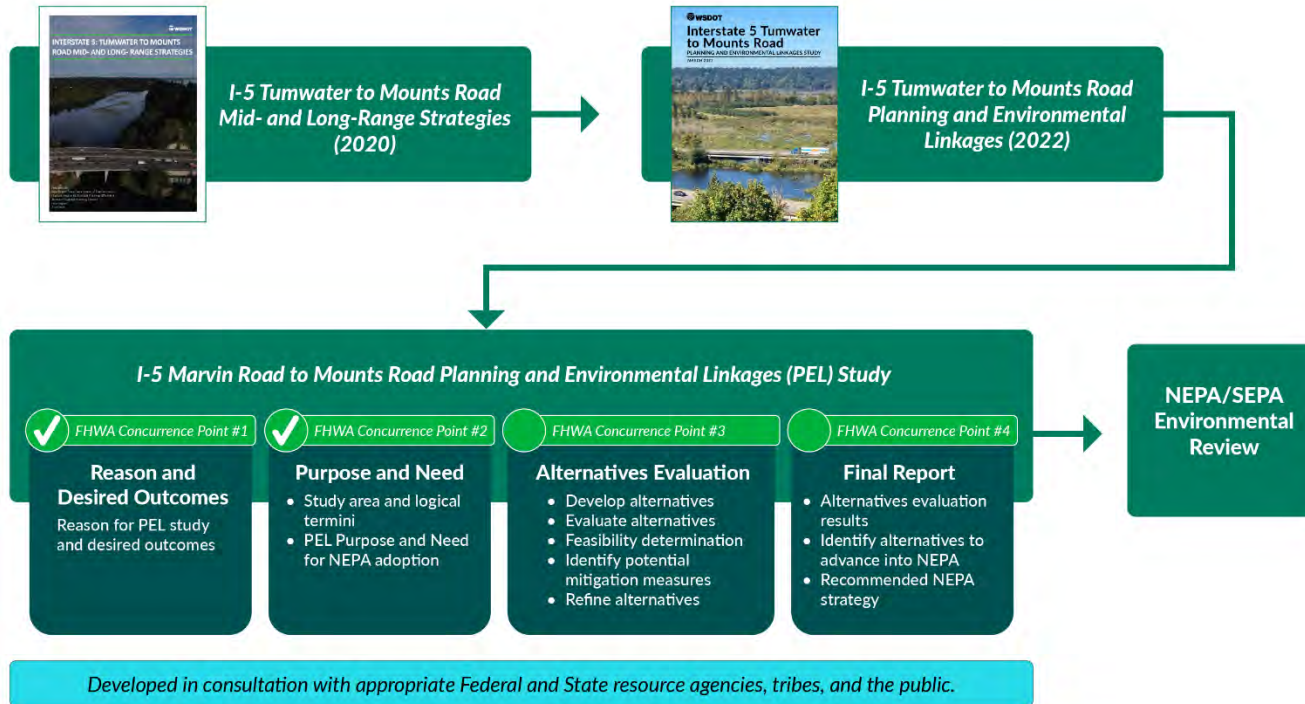 WSDOT
INTERSTATE 5: TUMWATER TO MOUNTS
ROAD MID- AND LONG- RANGE STRATEGIES
I-5 Tumwater to Mounts Road
Mid- and Long-Range Strategies
(2020)
WSDOT
Interstate 5 Tumwater
to Mounts Road
PLANNING AND ENVIRONMENTAL LINKAGES STUDY
I-5 Tumwater to Mounts Road
Planning and Environmental
Linkages (2022)
I-5 Marvin Road to Mounts Road Planning and Environmental Linkages (PEL) Study
FHWA Concurrence Point #1
Reason and
Desired Outcomes
Reason for PEL study
and desired outcomes
FHWA Concurrence Point #2
Purpose and Need
• Study area and logical
termini
• PEL Purpose and Need
for NEPA adoption
FHWA Concurrence Point #3
Alternatives Evaluation
• Develop alternatives
• Evaluate alternatives
• Feasibility determination
• Identify potential
mitigation measures
• Refine alternatives
FHWA Concurrence Point #4
Final Report
• Alternatives evaluation
results
• Identify alternatives to
advance into NEPA
• Recommended NEPA
strategy
NEPA/SEPA
Environmental
Review
Developed in consultation with appropriate Federal and State resource agencies, tribes, and the public.